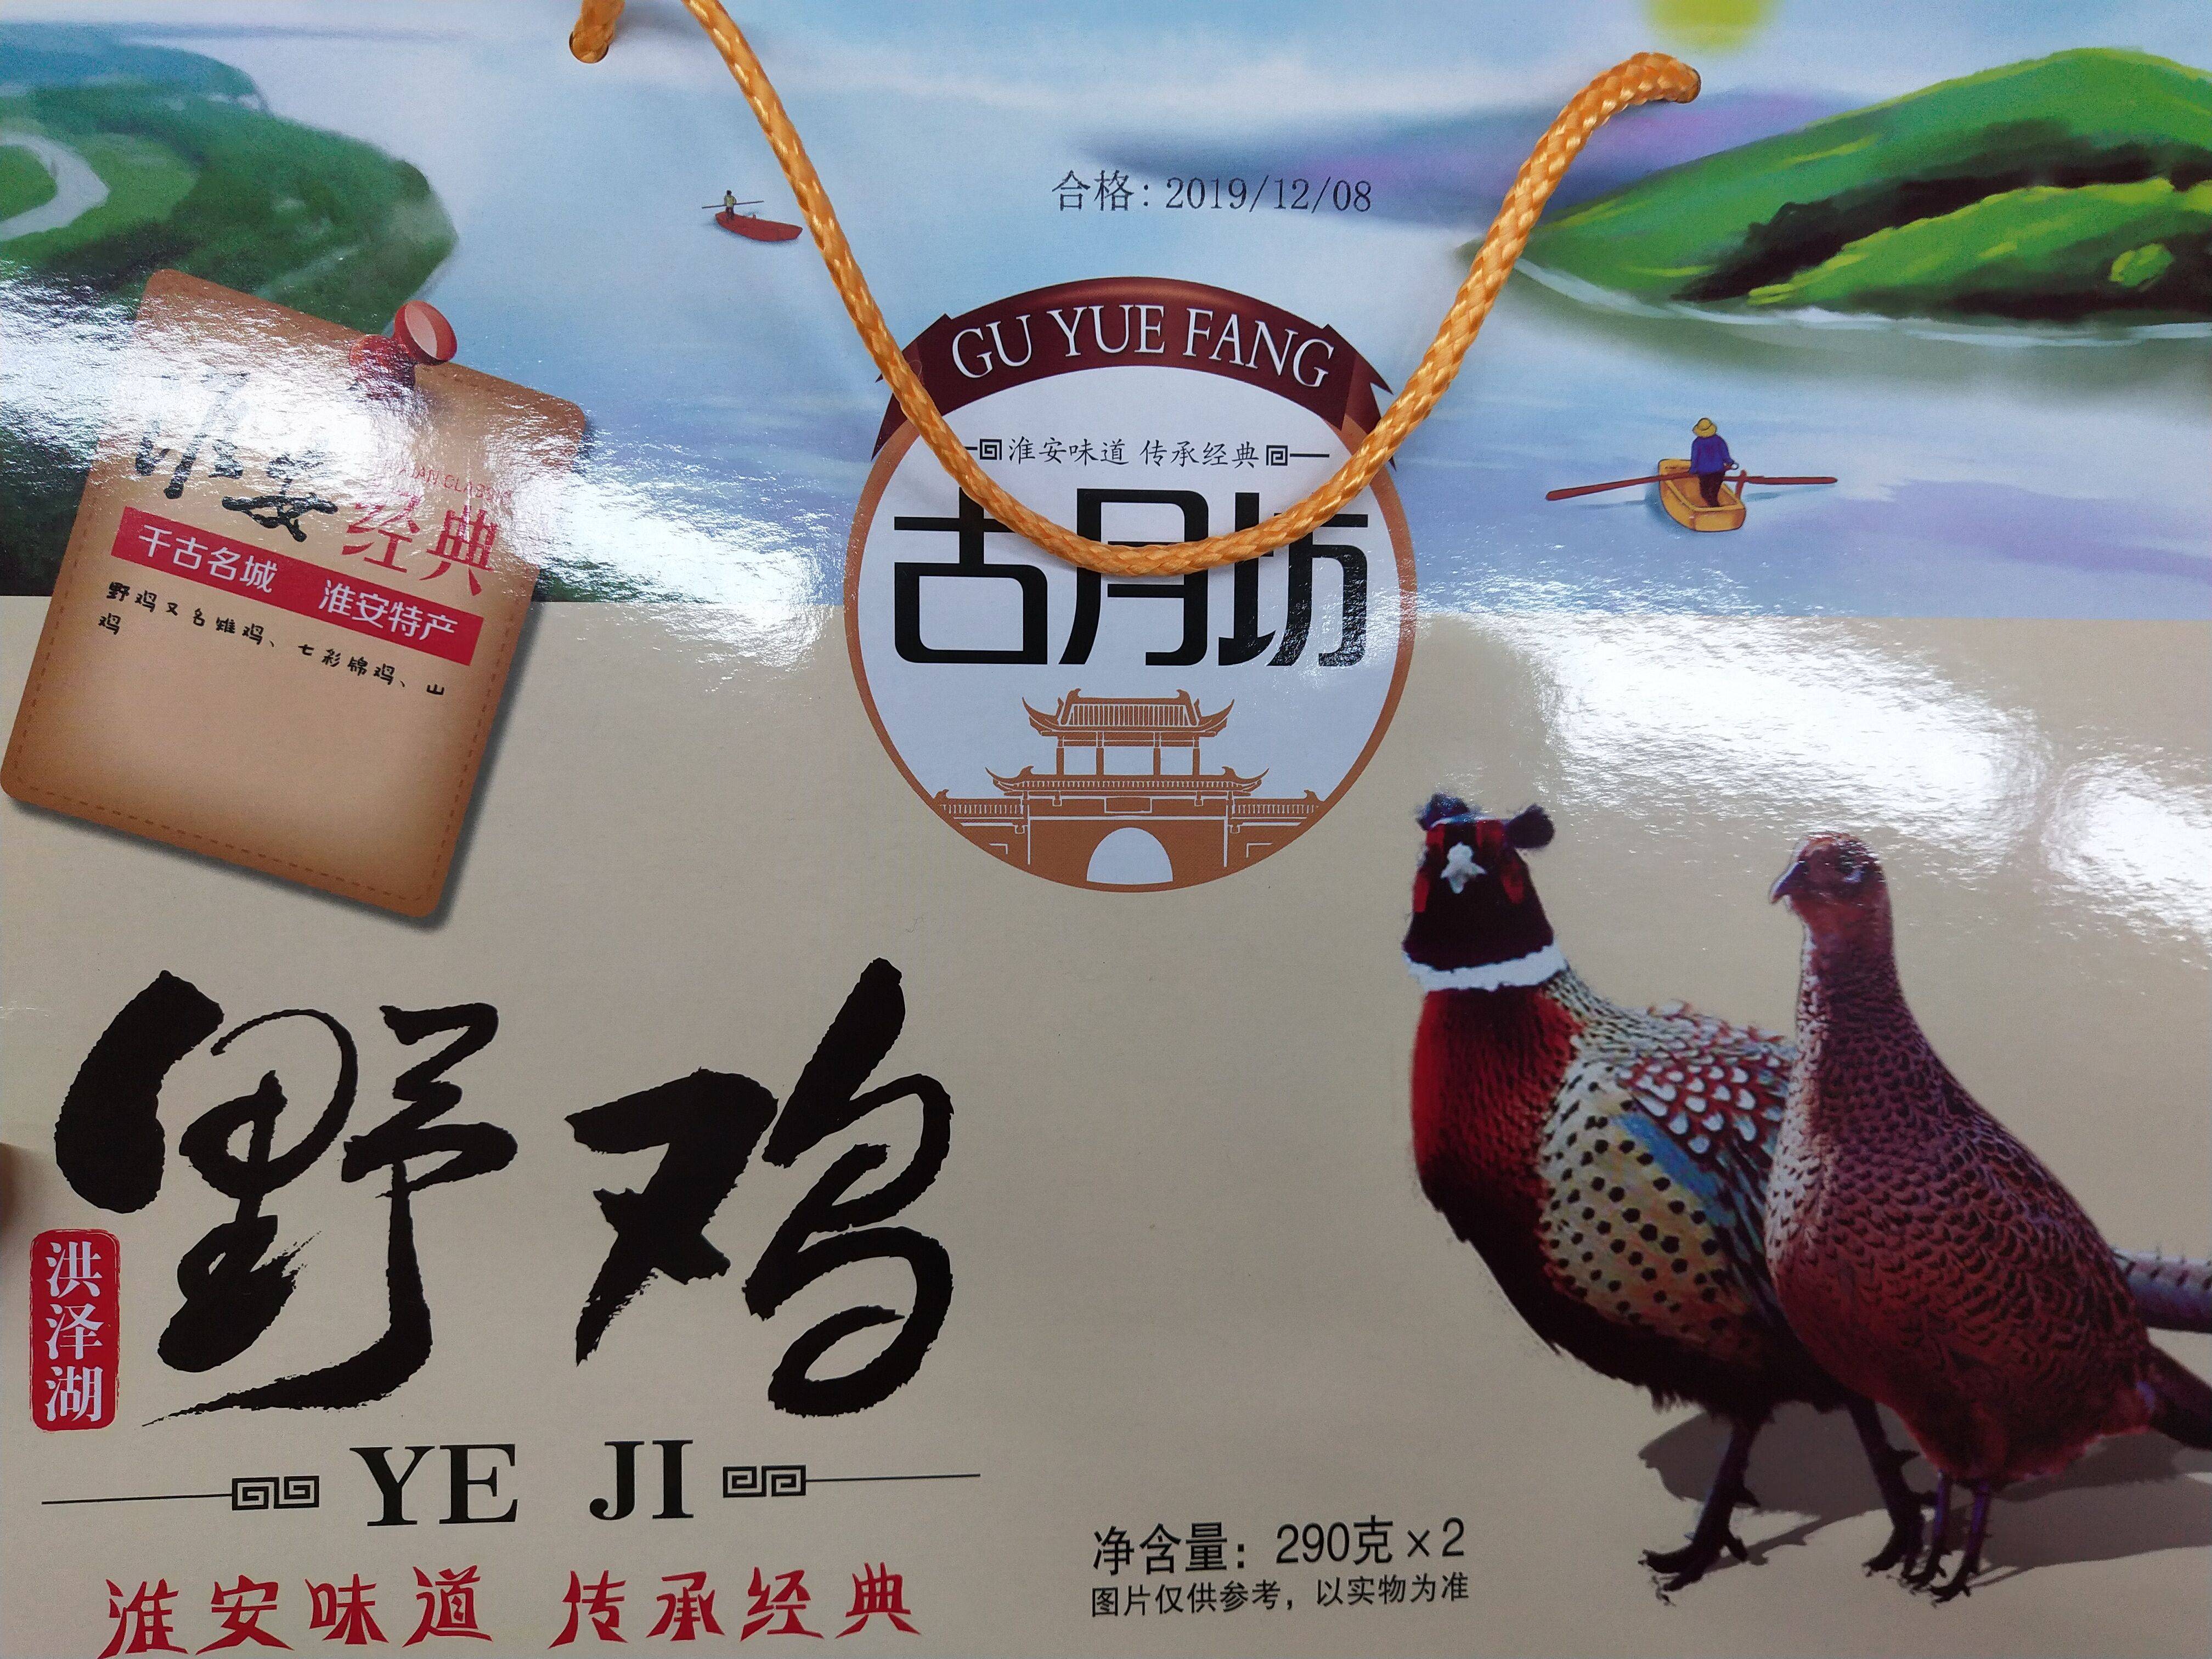 合格: 2019/12/08
GU YUE FANG
淮安味道 传承经典
古月坊
淮安
经典
千古名城 淮安特产
野鸡又名雉鸡、七彩锦鸡、山
鸡
野鸡
洪泽湖
YE JI
淮安味道 传承经典
净含量：290克×2
图片仅供参考，以实物为准